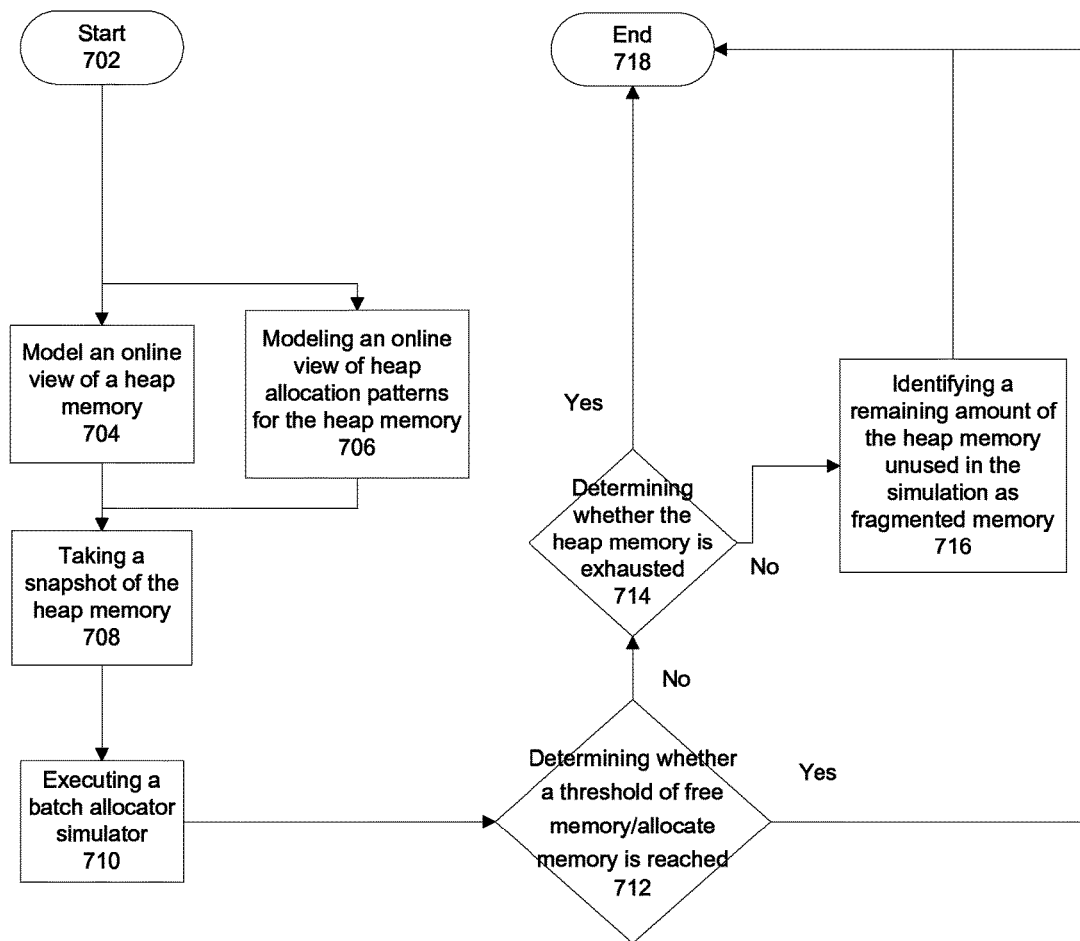 Start
702
Model an online
view of a heap
memory
704
Modeling an online
view of heap
allocation patterns
for the heap memory
706
Taking a
snapshot of the
heap memory
708
Executing a
batch allocator
simulator
710
Determining whether
a threshold of free
memory/allocate
memory is reached
712
Yes
No
Determining
whether the
heap memory is
exhausted
714
Yes
No
Identifying a
remaining amount of
the heap memory
unused in the
simulation as
fragmented memory
716
End
718